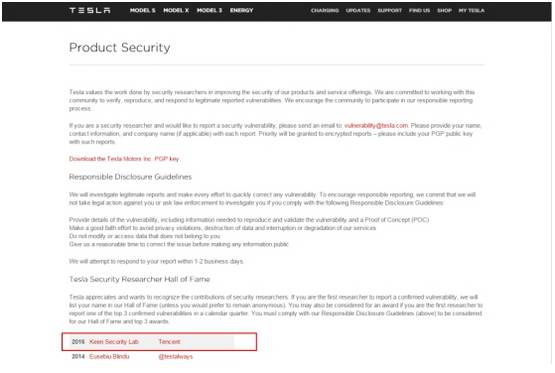 TESLA MODEL S MODEL X MODEL 3 ENERGY CHARGING UPDATES SUPPORT FIND US SHOP MY TESLA
Product Security
Tesla values the work done by security researchers in improving the security of our products and service offerings. We are committed to working with this
community to verify, reproduce, and respond to legitimate reported vulnerabilities. We encourage the community to participate in our responsible reporting
process.
If you are a security researcher and would like to report a security vulnerability, please send an email to: vulnerability@tesla.com. Please provide your name,
contact information, and company name (if applicable) with each report. Priority will be granted to encrypted reports – please include your PGP public key
with such reports.
Download the Tesla Motors Inc. PGP key.
Responsible Disclosure Guidelines
We will investigate legitimate reports and make every effort to quickly correct any vulnerability. To encourage responsible reporting, we commit that we will
not take legal action against you or ask law enforcement to investigate you if you comply with the following Responsible Disclosure Guidelines:
Provide details of the vulnerability, including information needed to reproduce and validate the vulnerability and a Proof of Concept (POC)
Make a good faith effort to avoid privacy violations, destruction of data and interruption or degradation of our services
Do not modify or access data that does not belong to you
Give us a reasonable time to correct the issue before making any information public
We will attempt to respond to your report within 1-2 business days.
Tesla Security Researcher Hall of Fame
Tesla appreciates and wants to recognize the contributions of security researchers. If you are the first researcher to report a confirmed vulnerability, we will
list your name in our Hall of Fame (unless you would prefer to remain anonymous). You may also be considered for an award if you are the first researcher to
report one of the top 3 confirmed vulnerabilities in a calendar quarter. You must comply with our Responsible Disclosure Guidelines (above) to be considered
for our Hall of Fame and top 3 awards.
2016 Keen Security Lab Tencent
2014 Eusebiu Blindu @testalways